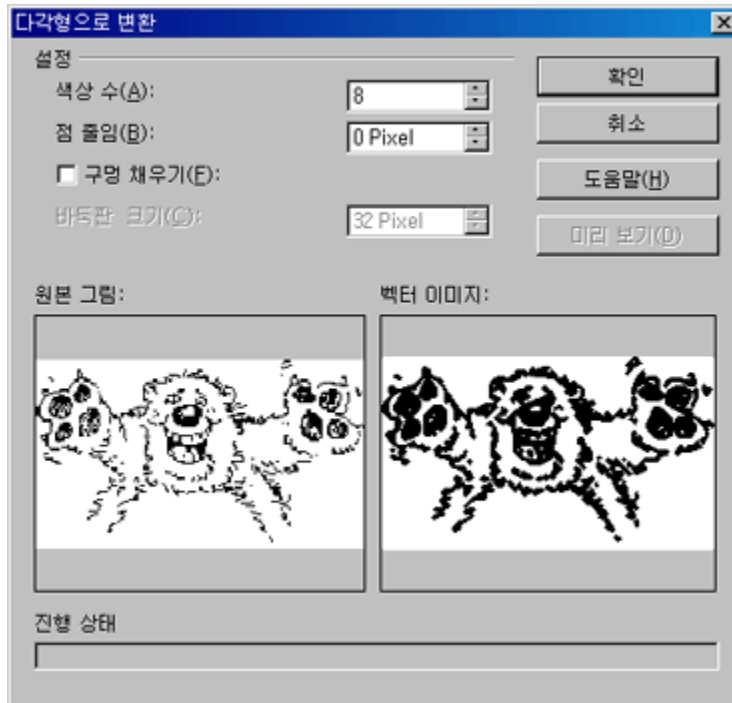 다각형으로 변환
설정
색상 수(A):
8
점 줄임(B):
0 Pixel
구멍 채우기(F):
바둑판 크기(C):
32 Pixel
확인
취소
도움말(H)
미리 보기(D)
원본 그림:
벡터 이미지:
진행 상태